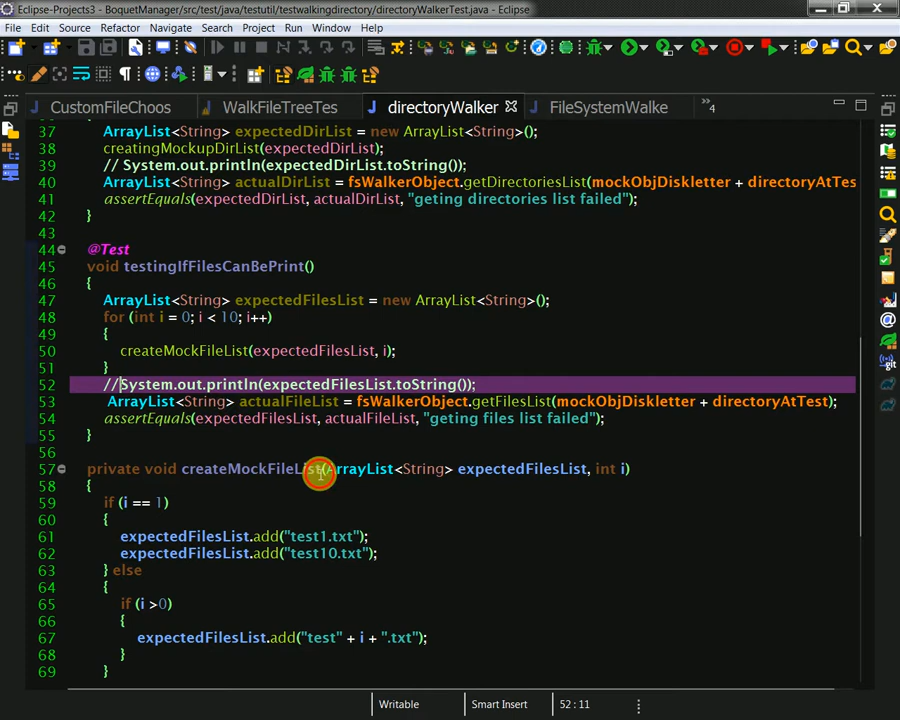 Eclipse-Projects3 - BoquetManager/src/test/java/testutil/testwalkingdirectory/directoryWalkerTest.java - Eclipse
File Edit Source Refactor Navigate Search Project Run Window Help
CustomFileChoos WalkFileTreeTes directoryWalker FileSystemWalke »4
37 ArrayList<String> expectedDirList = new ArrayList<String>();
38 creatingMockupDirList(expectedDirList);
39 // System.out.println(expectedDirList.toString());
40 ArrayList<String> actualDirList = fsWalkerObject.getDirectoriesList(mockObjDiskletter + directoryAtTes
41 assertEquals(expectedDirList, actualDirList, "geting directories list failed");
42 }
43
44 @Test
45 void testingIfFilesCanBePrint()
46 {
47 ArrayList<String> expectedFilesList = new ArrayList<String>();
48 for (int i = 0; i < 10; i++)
49 {
50 createMockFileList(expectedFilesList, i);
51 }
52 //System.out.println(expectedFilesList.toString());
53 ArrayList<String> actualFileList = fsWalkerObject.getFilesList(mockObjDiskletter + directoryAtTest);
54 assertEquals(expectedFilesList, actualFileList, "geting files list failed");
55 }
56
57 private void createMockFileList(ArrayList<String> expectedFilesList, int i)
58 {
59 if (i == 1)
60 {
61 expectedFilesList.add("test1.txt");
62 expectedFilesList.add("test10.txt");
63 } else
64 {
65 if (i >0)
66 {
67 expectedFilesList.add("test" + i + ".txt");
68 }
69 }
Writable Smart Insert 52 : 11